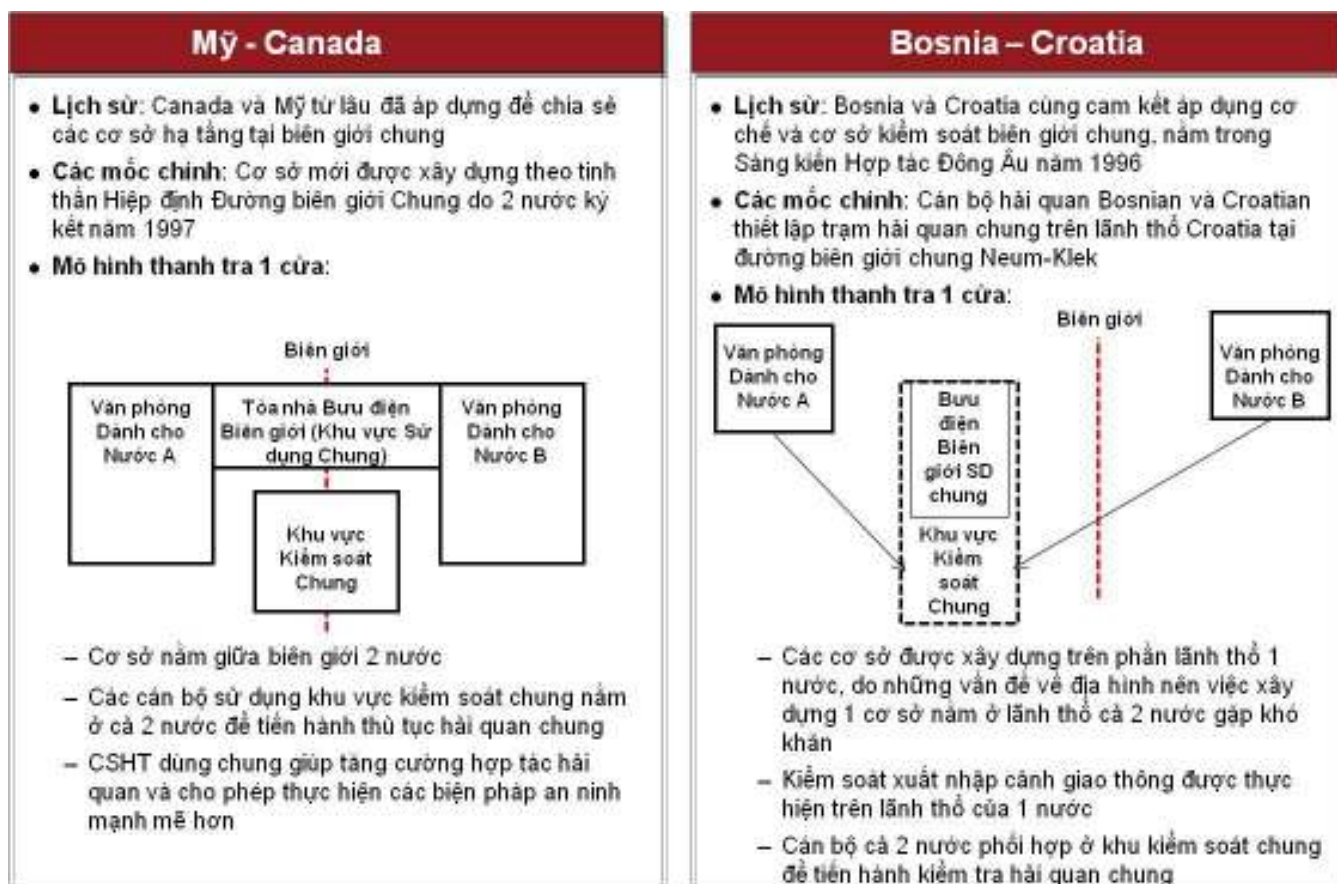 Mỹ - Canada
• Lịch sử: Canada và Mỹ từ lâu đã áp dụng để chia sẻ
các cơ sở hạ tầng tại biên giới chung
• Các mốc chính: Cơ sở mới được xây dựng theo tinh
thần Hiệp định Đường biên giới Chung do 2 nước ký
kết năm 1997
• Mô hình thanh tra 1 cửa:
Biên giới
Văn phòng
Dành cho
Nước A
Tòa nhà Bưu điện
Biên giới (Khu vực Sử
dụng Chung)
Văn phòng
Dành cho
Nước B
Khu vực
Kiểm soát
Chung
– Cơ sở nằm giữa biên giới 2 nước
– Các cán bộ sử dụng khu vực kiểm soát chung nằm
ở cả 2 nước để tiến hành thủ tục hải quan chung
– CSHT dùng chung giúp tăng cường hợp tác hải
quan và cho phép thực hiện các biện pháp an ninh
mạnh mẽ hơn
Bosnia – Croatia
• Lịch sử: Bosnia và Croatia cùng cam kết áp dụng cơ
chế và cơ sở kiểm soát biên giới chung, nằm trong
Sáng kiến Hợp tác Đông Âu năm 1996
• Các mốc chính: Cán bộ hải quan Bosnian và Croatian
thiết lập trạm hải quan chung trên lãnh thổ Croatia tại
đường biên giới chung Neum-Klek
• Mô hình thanh tra 1 cửa:
Biên giới
Văn phòng
Dành cho
Nước A
Bưu
điện
Biên
giới SD
chung
Khu vực
Kiểm
soát
Chung
Văn phòng
Dành cho
Nước B
– Các cơ sở được xây dựng trên phần lãnh thổ 1
nước, do những vấn đề về địa hình nên việc xây
dựng 1 cơ sở nằm ở lãnh thổ cả 2 nước gặp khó
khăn
– Kiểm soát xuất nhập cảnh giao thông được thực
hiện trên lãnh thổ của 1 nước
– Cán bộ cả 2 nước phối hợp ở khu kiểm soát chung
để tiến hành kiểm tra hải quan chung